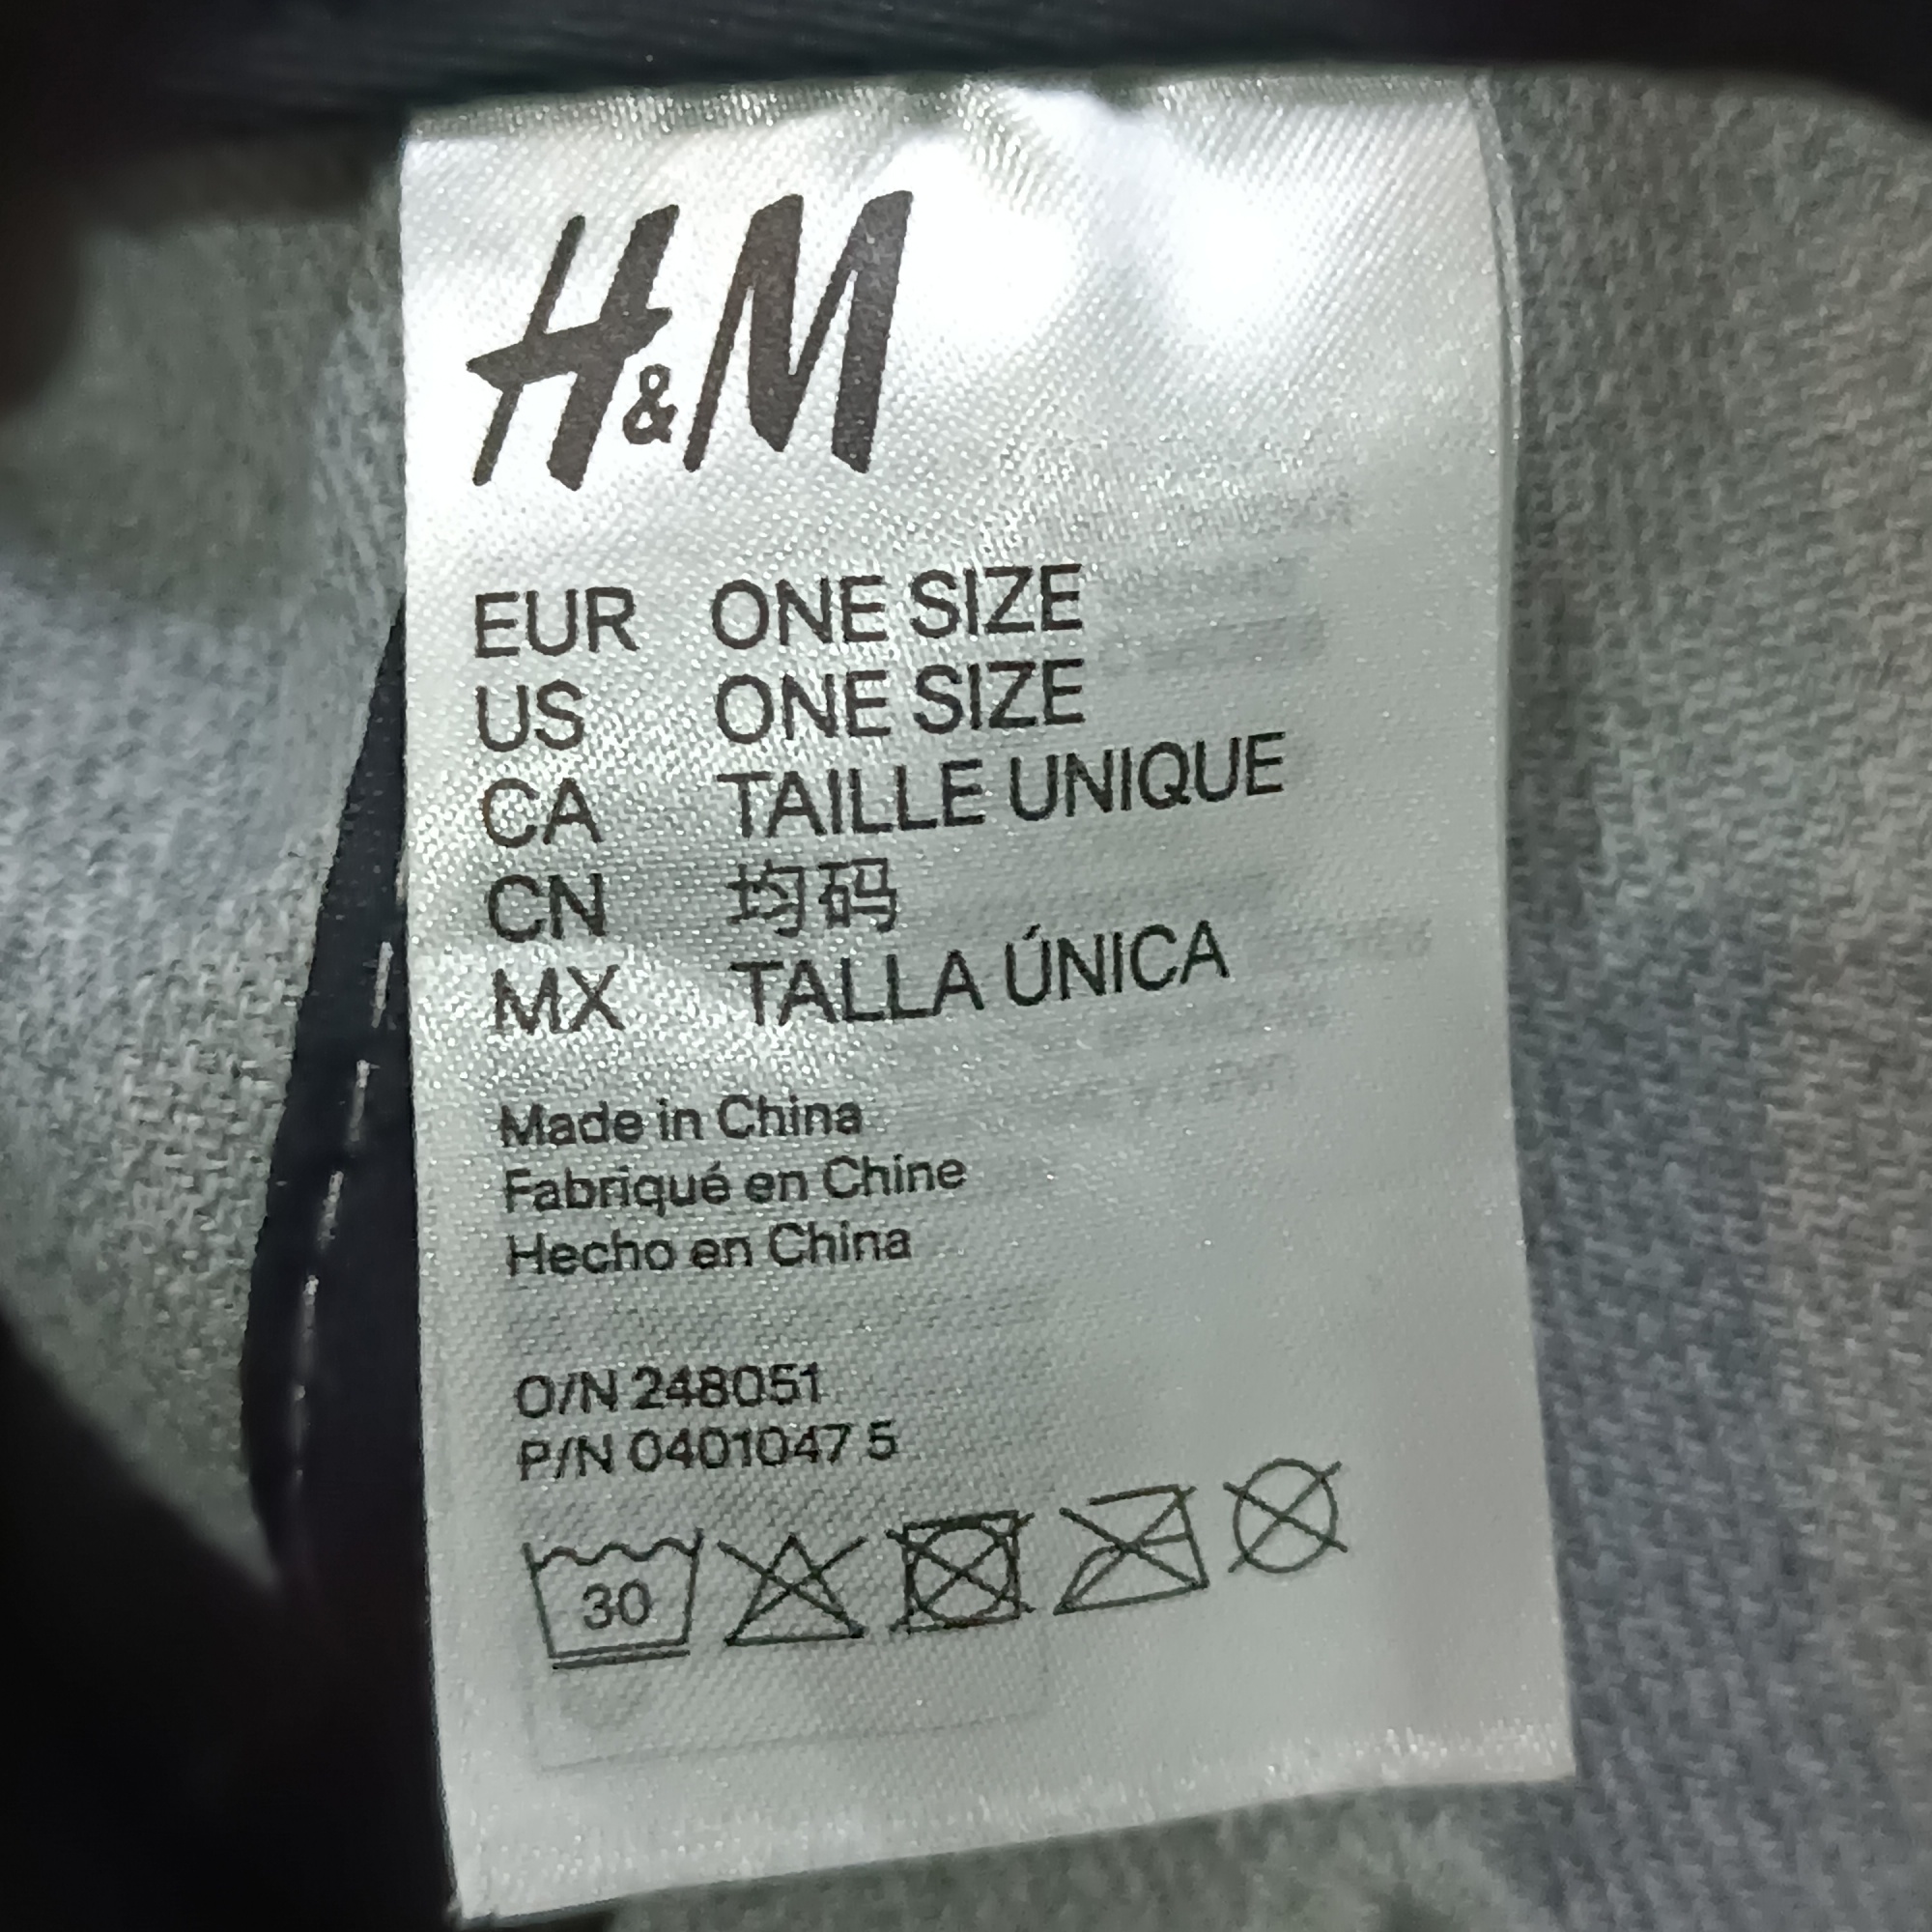 H&M
EUR ONE SIZE
US ONE SIZE
CA TAILLE UNIQUE
CN 均码
MX TALLA ÚNICA
Made in China
Fabriqué en Chine
Hecho en China
O/N 248051
P/N 0401047 5
30